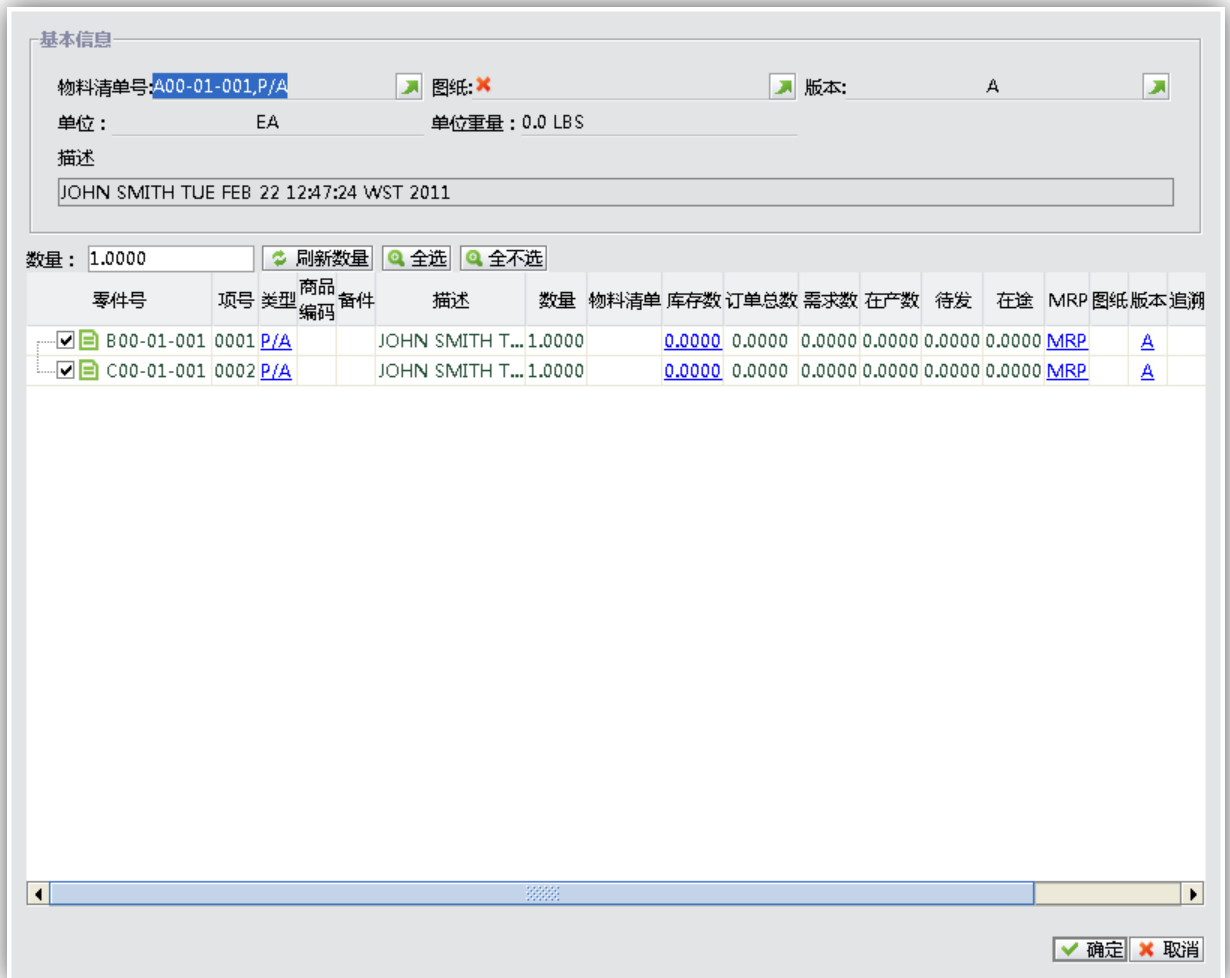 基本信息
物料清单号:A00-01-001,P/A 图纸: 版本: A
单位： EA 单位重量：0.0 LBS
描述
JOHN SMITH TUE FEB 22 12:47:24 WST 2011
数量： 1.0000 刷新数量 全选 全不选
零件号 项号 类型 商品编码 备件 描述 数量 物料清单 库存数 订单总数 需求数 在产数 待发 在途 MRP 图纸 版本 追溯
B00-01-001 0001 P/A JOHN SMITH T... 1.0000 0.0000 0.0000 0.0000 0.0000 0.0000 0.0000 MRP A
C00-01-001 0002 P/A JOHN SMITH T... 1.0000 0.0000 0.0000 0.0000 0.0000 0.0000 0.0000 MRP A
确定 取消